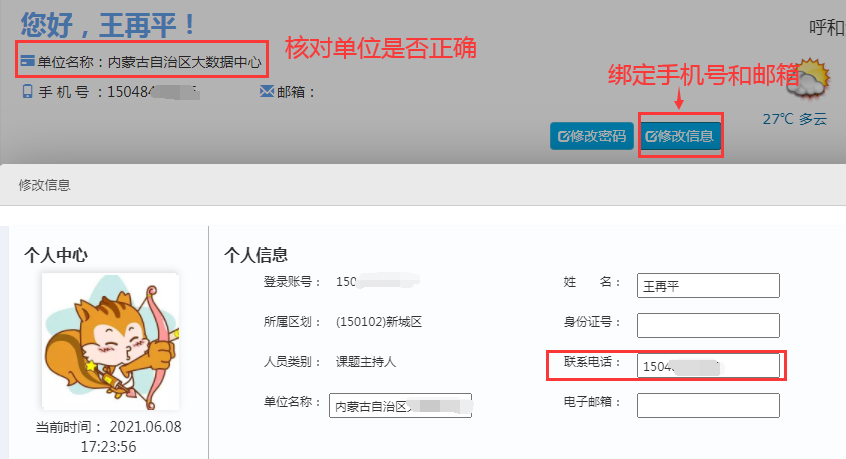 您好，王再平！
呼和
单位名称：内蒙古自治区大数据中心
核对单位是否正确
手 机 号 ：15048
邮箱：
绑定手机号和邮箱
27℃ 多云
修改密码
修改信息
修改信息
个人中心
当前时间： 2021.06.08
17:23:56
个人信息
登录账号： 150
姓 名：王再平
所属区划： (150102)新城区
身份证号：
人员类别： 课题主持人
联系电话：1504
单位名称：内蒙古自治区
电子邮箱：